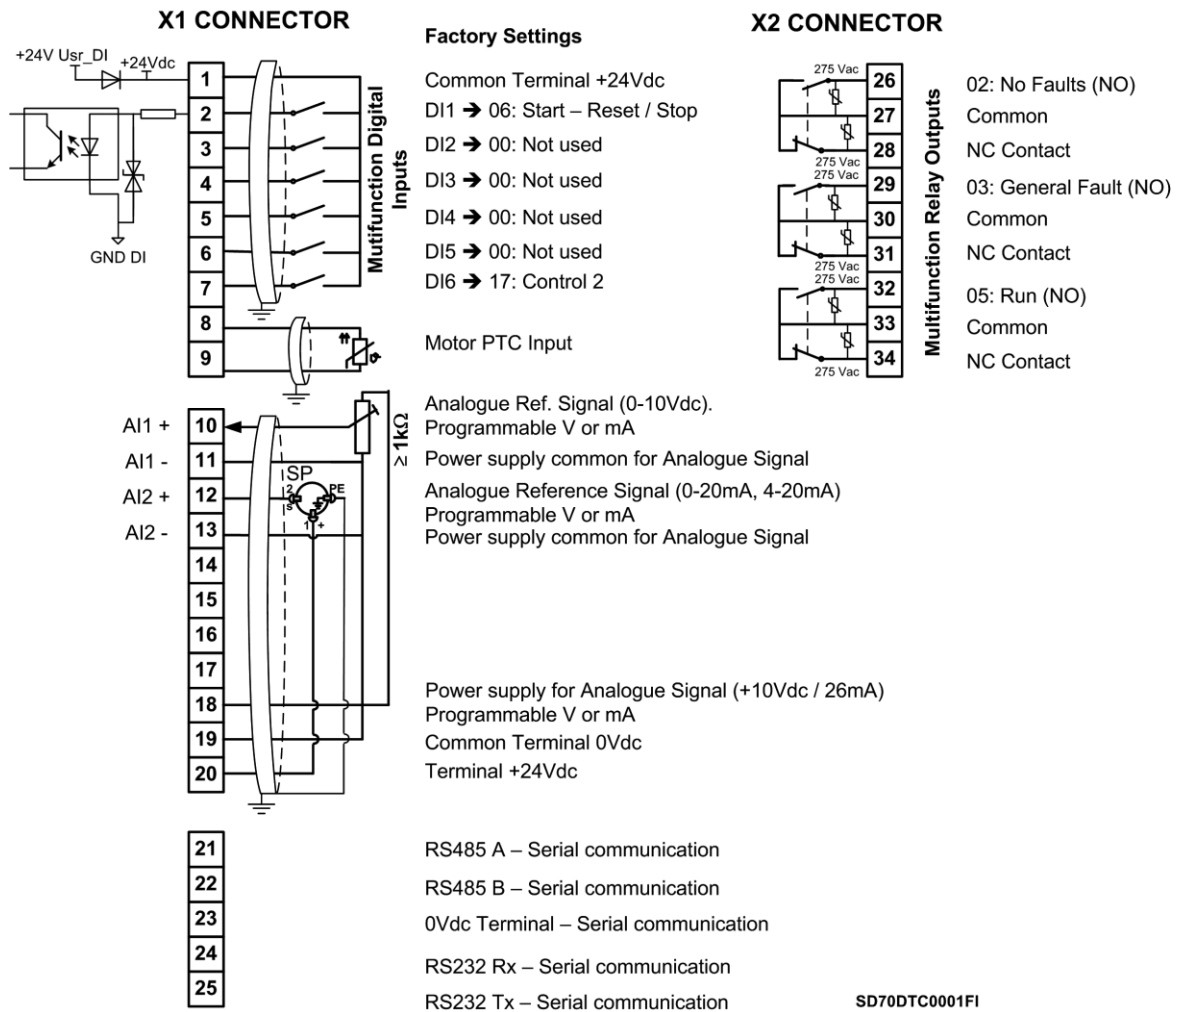 X1 CONNECTOR
X2 CONNECTOR
Factory Settings
+24V Usr_DI
+24Vdc
GND DI
1
2
3
4
5
6
7
8
9
Mutifunction Digital
Inputs
Common Terminal +24Vdc
DI1 ➔ 06: Start – Reset / Stop
DI2 ➔ 00: Not used
DI3 ➔ 00: Not used
DI4 ➔ 00: Not used
DI5 ➔ 00: Not used
DI6 ➔ 17: Control 2
Motor PTC Input
AI1 +
AI1 -
AI2 +
AI2 -
10
11
12
13
14
15
16
17
18
19
20
≥ 1kΩ
SP
2
s
PE
1
+
Analogue Ref. Signal (0-10Vdc).
Programmable V or mA
Power supply common for Analogue Signal
Analogue Reference Signal (0-20mA, 4-20mA)
Programmable V or mA
Power supply common for Analogue Signal
Power supply for Analogue Signal (+10Vdc / 26mA)
Programmable V or mA
Common Terminal 0Vdc
Terminal +24Vdc
21
22
23
24
25
RS485 A – Serial communication
RS485 B – Serial communication
0Vdc Terminal – Serial communication
RS232 Rx – Serial communication
RS232 Tx – Serial communication
275 Vac
275 Vac
275 Vac
275 Vac
275 Vac
275 Vac
26
27
28
29
30
31
32
33
34
Multifunction Relay Outputs
02: No Faults (NO)
Common
NC Contact
03: General Fault (NO)
Common
NC Contact
05: Run (NO)
Common
NC Contact
SD70DTC0001FI